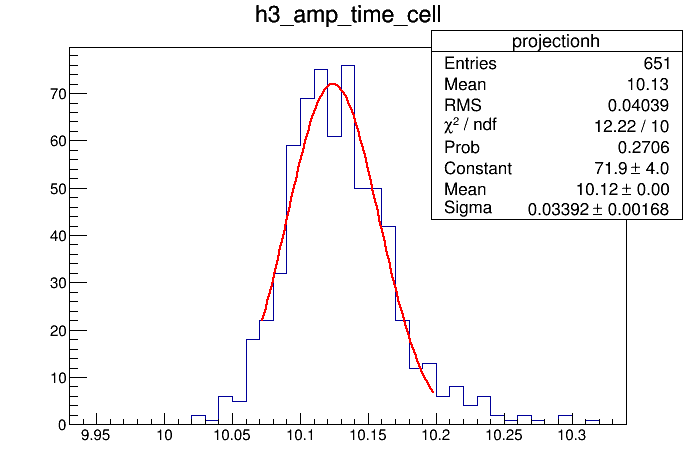 h3_amp_time_cell
projectionh
Entries 651
Mean 10.13
RMS 0.04039
χ² / ndf 12.22 / 10
Prob 0.2706
Constant 71.9 ± 4.0
Mean 10.12 ± 0.00
Sigma 0.03392 ± 0.00168
70
60
50
40
30
20
10
0
9.95 10 10.05 10.1 10.15 10.2 10.25 10.3